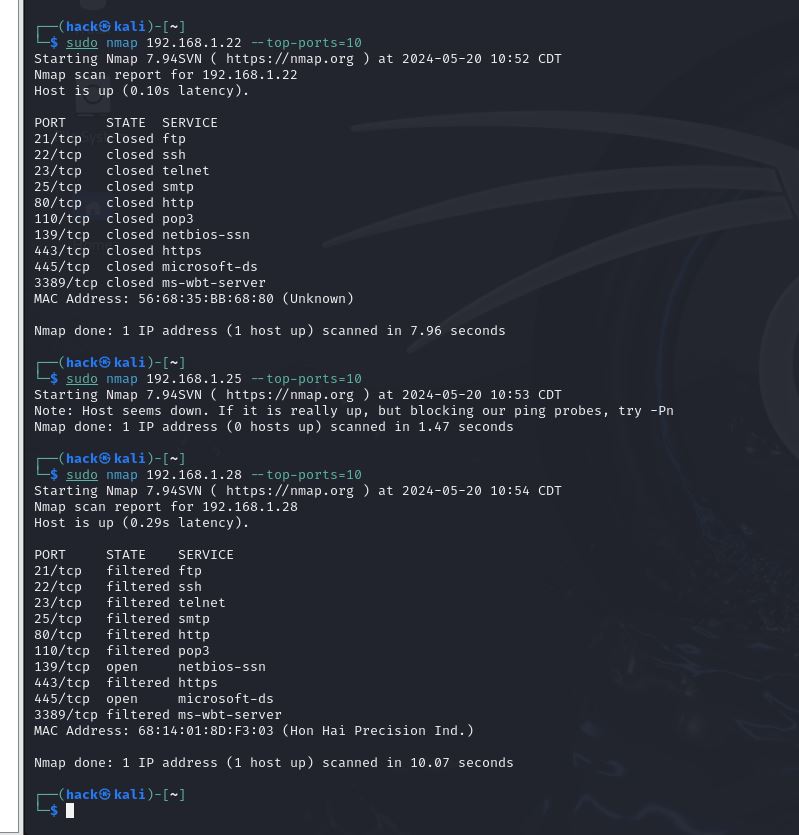 ┌──(hack㉿kali)-[~]
└─$ sudo nmap 192.168.1.22 --top-ports=10
Starting Nmap 7.94SVN ( https://nmap.org ) at 2024-05-20 10:52 CDT
Nmap scan report for 192.168.1.22
Host is up (0.10s latency).
PORT     STATE  SERVICE
21/tcp   closed ftp
22/tcp   closed ssh
23/tcp   closed telnet
25/tcp   closed smtp
80/tcp   closed http
110/tcp  closed pop3
139/tcp  closed netbios-ssn
443/tcp  closed https
445/tcp  closed microsoft-ds
3389/tcp closed ms-wbt-server
MAC Address: 56:68:35:BB:68:80 (Unknown)
Nmap done: 1 IP address (1 host up) scanned in 7.96 seconds
┌──(hack㉿kali)-[~]
└─$ sudo nmap 192.168.1.25 --top-ports=10
Starting Nmap 7.94SVN ( https://nmap.org ) at 2024-05-20 10:53 CDT
Note: Host seems down. If it is really up, but blocking our ping probes, try -Pn
Nmap done: 1 IP address (0 hosts up) scanned in 1.47 seconds
┌──(hack㉿kali)-[~]
└─$ sudo nmap 192.168.1.28 --top-ports=10
Starting Nmap 7.94SVN ( https://nmap.org ) at 2024-05-20 10:54 CDT
Nmap scan report for 192.168.1.28
Host is up (0.29s latency).
PORT     STATE    SERVICE
21/tcp   filtered ftp
22/tcp   filtered ssh
23/tcp   filtered telnet
25/tcp   filtered smtp
80/tcp   filtered http
110/tcp  filtered pop3
139/tcp  open     netbios-ssn
443/tcp  filtered https
445/tcp  open     microsoft-ds
3389/tcp filtered ms-wbt-server
MAC Address: 68:14:01:8D:F3:03 (Hon Hai Precision Ind.)
Nmap done: 1 IP address (1 host up) scanned in 10.07 seconds
┌──(hack㉿kali)-[~]
└─$